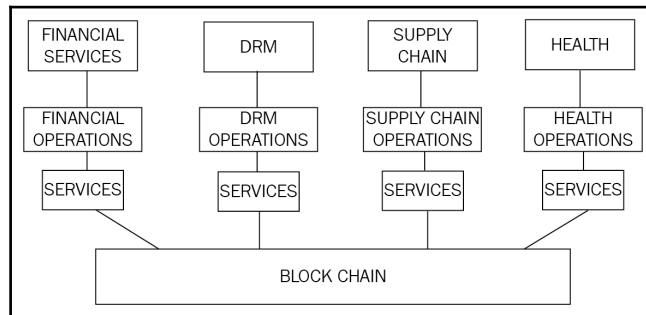 FINANCIAL
SERVICES
DRM
SUPPLY
CHAIN
HEALTH
FINANCIAL
OPERATIONS
DRM
OPERATIONS
SUPPLY CHAIN
OPERATIONS
HEALTH
OPERATIONS
SERVICES
SERVICES
SERVICES
SERVICES
BLOCK CHAIN